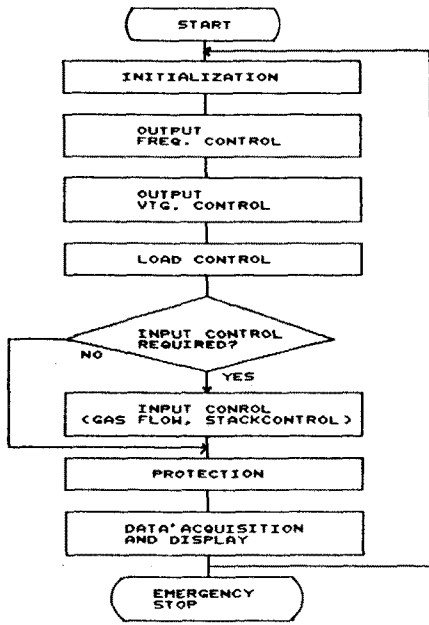 START
INITIALIZATION
OUTPUT
FREQ. CONTROL
OUTPUT
VTG. CONTROL
LOAD CONTROL
INPUT CONTROL
REQUIRED?
NO
YES
INPUT CONROL
(GAS FLOW, STACKCONTROL)
PROTECTION
DATA'ACQUISITION
AND DISPLAY
EMERGENCY
STOP